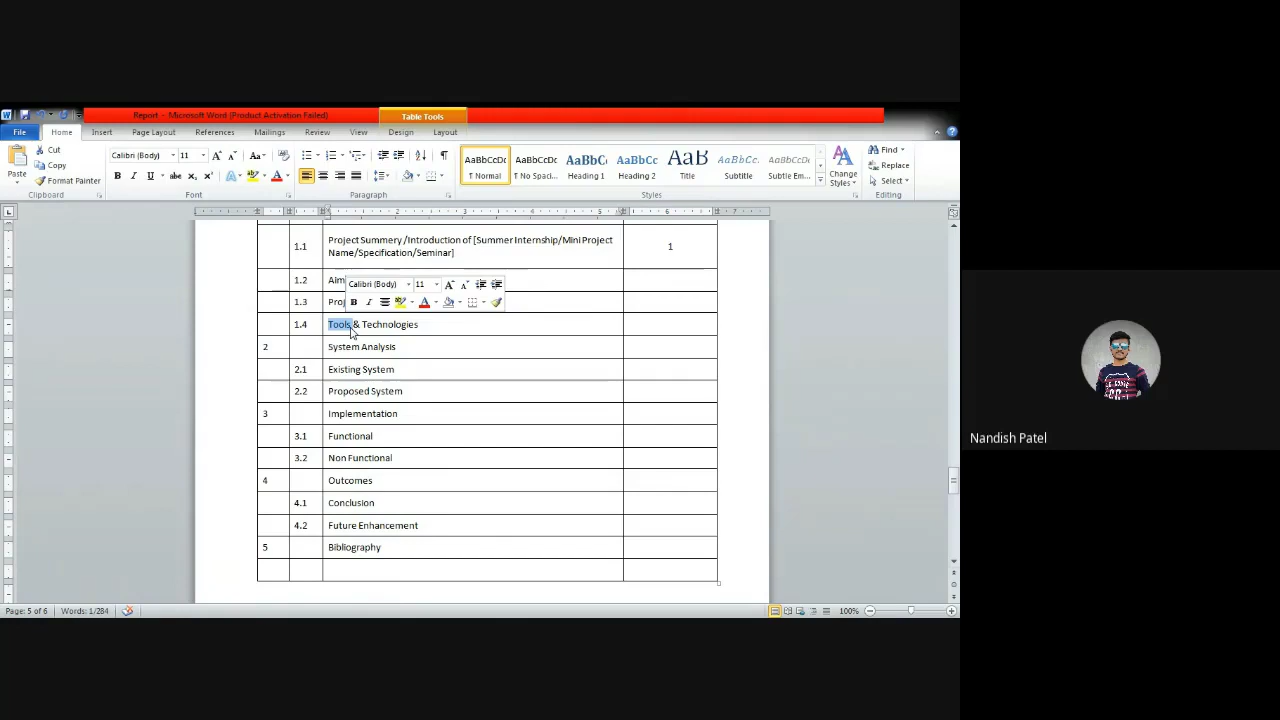 Report - Microsoft Word (Product Activation Failed)
Table Tools
File Home Insert Page Layout References Mailings Review View Design Layout
Paste
Cut
Copy
Format Painter
Clipboard
Calibri (Body) 11
Font
Paragraph
AaBbCcDc AaBbCcDc AaBbCc AaBbCc AaB AaBbCc. AaBbCcDc
¶ Normal ¶ No Spaci... Heading 1 Heading 2 Title Subtitle Subtle Em...
Change Styles
Styles
Find
Replace
Select
Editing
1.1 Project Summery /Introduction of [Summer Internship/Mini Project Name/Specification/Seminar] 1
1.2 Aim
Calibri (Body) 11
1.3 Proj
1.4 Tools & Technologies
2 System Analysis
2.1 Existing System
2.2 Proposed System
3 Implementation
3.1 Functional
3.2 Non Functional
4 Outcomes
4.1 Conclusion
4.2 Future Enhancement
5 Bibliography
Page: 5 of 6 Words: 1/284 100%
Nandish Patel